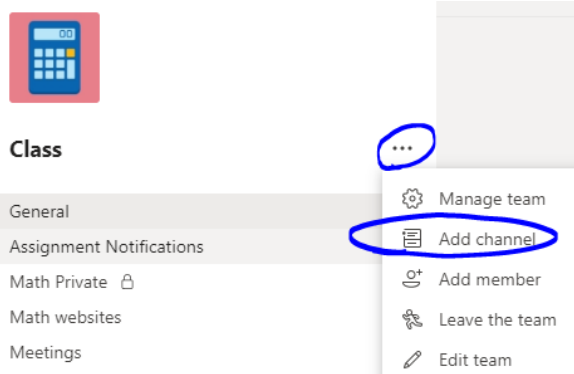 Class
...
General
Assignment Notifications
Math Private
Math websites
Meetings
Manage team
Add channel
Add member
Leave the team
Edit team